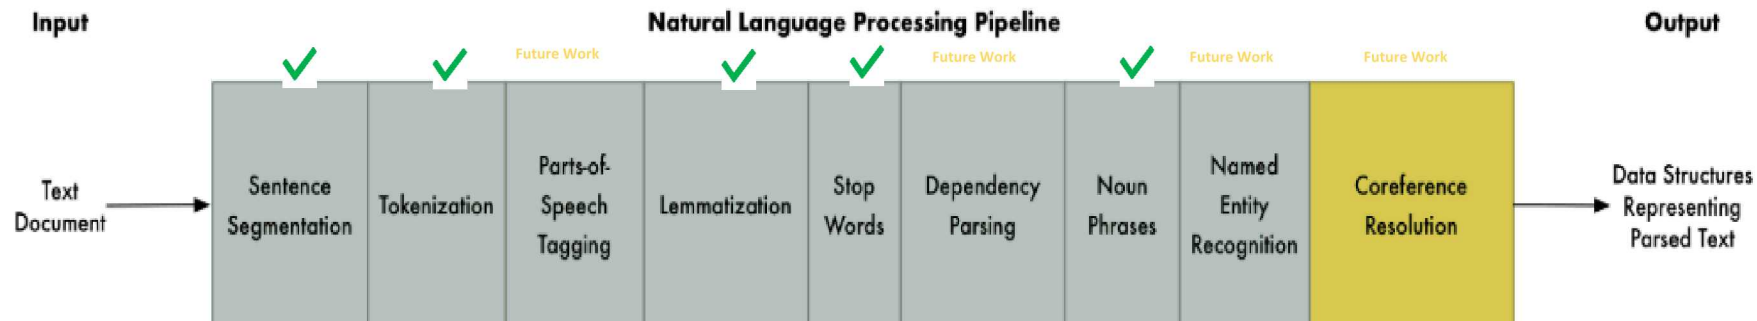 Input
Natural Language Processing Pipeline
Output
Future Work
Future Work
Future Work
Future Work
Text
Document
Sentence
Segmentation
Tokenization
Parts-of-
Speech
Tagging
Lemmatization
Stop
Words
Dependency
Parsing
Noun
Phrases
Named
Entity
Recognition
Coreference
Resolution
Data Structures
Representing
Parsed Text